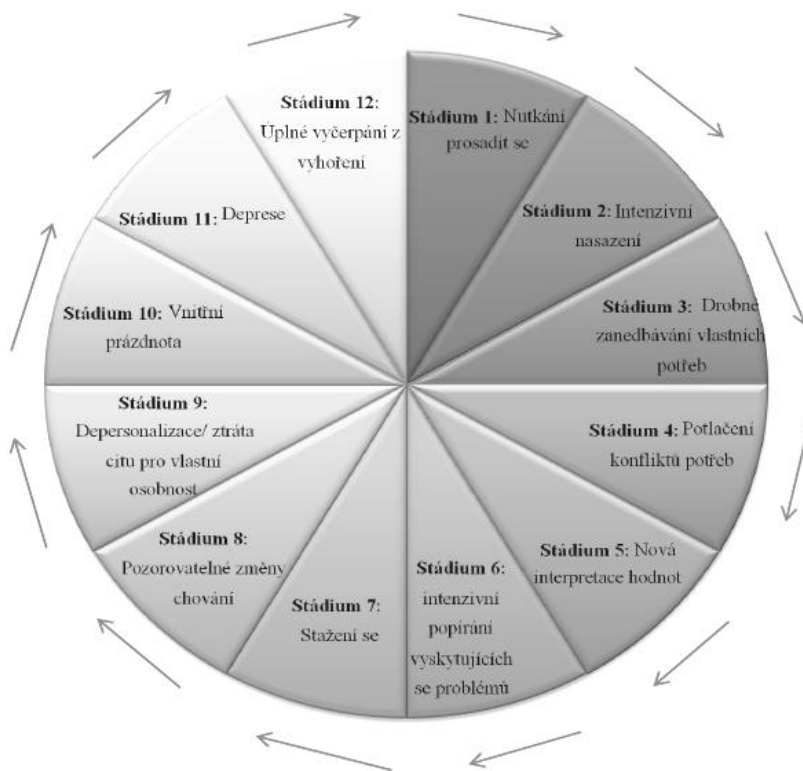 Stádium 1: Nutkání
prosadit se
Stádium 2: Intenzivní
nasazení
Stádium 3: Drobné
zanedbávání vlastních
potřeb
Stádium 4: Potlačení
konfliktů potřeb
Stádium 5: Nová
interpretace hodnot
Stádium 6:
intenzivní
popírání
vyskytujících
se problémů
Stádium 7:
Stažení se
Stádium 8:
Pozorovatelné změny
chování
Stádium 9:
Depersonalizace/ ztráta
citu pro vlastní
osobnost
Stádium 10: Vnitřní
prázdnota
Stádium 11: Deprese
Stádium 12:
Úplné vyčerpání z
vyhoření